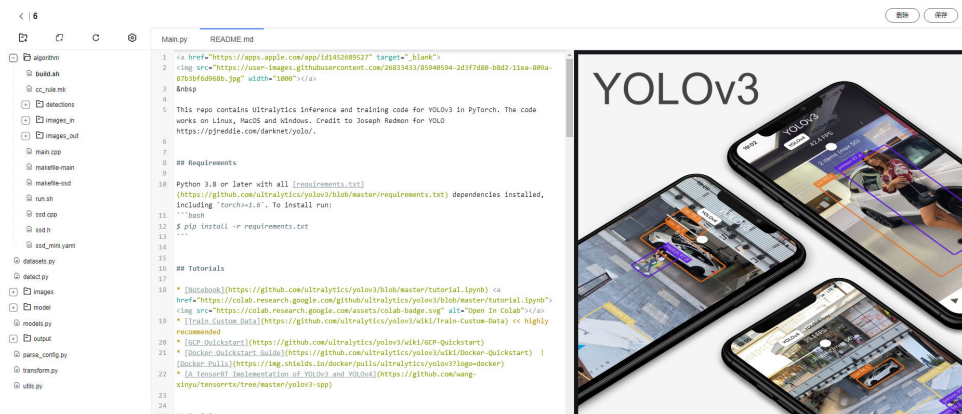 6
删除
保存
Main.py
README.md
algorithm
build.sh
cc_rule.mk
detections
images_in
images_out
main.cpp
makefile-main
makefile-ssd
run.sh
ssd.cpp
ssd.h
ssd_mini.yaml
datasets.py
detect.py
images
model
models.py
output
parse_config.py
transform.py
utils.py
1 <a href="https://apps.apple.com/app/id1452689527" target="_blank">
2 <img src="https://user-images.githubusercontent.com/26833433/85940594-2d3f7d80-b8d2-11ea-809a-
87b3bf6d968b.jpg" width="1000"></a>
3 &nbsp
4
5 This repo contains Ultralytics inference and training code for YOLOv3 in PyTorch. The code
works on Linux, MacOS and Windows. Credit to Joseph Redmon for YOLO
https://pjreddie.com/darknet/yolo/.
6
7
8 ## Requirements
9
10 Python 3.8 or later with all [requirements.txt]
(https://github.com/ultralytics/yolov3/blob/master/requirements.txt) dependencies installed,
including `torch>=1.6`. To install run:
11 ```bash
12 $ pip install -r requirements.txt
13 ```
14
15
16 ## Tutorials
17
18 * [Notebook](https://github.com/ultralytics/yolov3/blob/master/tutorial.ipynb) <a
href="https://colab.research.google.com/github/ultralytics/yolov3/blob/master/tutorial.ipynb">
<img src="https://colab.research.google.com/assets/colab-badge.svg" alt="Open In Colab"></a>
19 * [Train Custom Data](https://github.com/ultralytics/yolov3/wiki/Train-Custom-Data) << highly
recommended
20 * [GCP Quickstart](https://github.com/ultralytics/yolov3/wiki/GCP-Quickstart)
21 * [Docker Quickstart Guide](https://github.com/ultralytics/yolov3/wiki/Docker-Quickstart) !
[Docker Pulls](https://img.shields.io/docker/pulls/ultralytics/yolov3?logo=docker)
22 * [A TensorRT Implementation of YOLOv3 and YOLOv4](https://github.com/wang-
xinyu/tensorrtx/tree/master/yolov3-spp)
23
24
YOLOv3
19:02
YOLOv3
42.4 FPS
2 items (max 50)
YOLOv3
YOLOv3